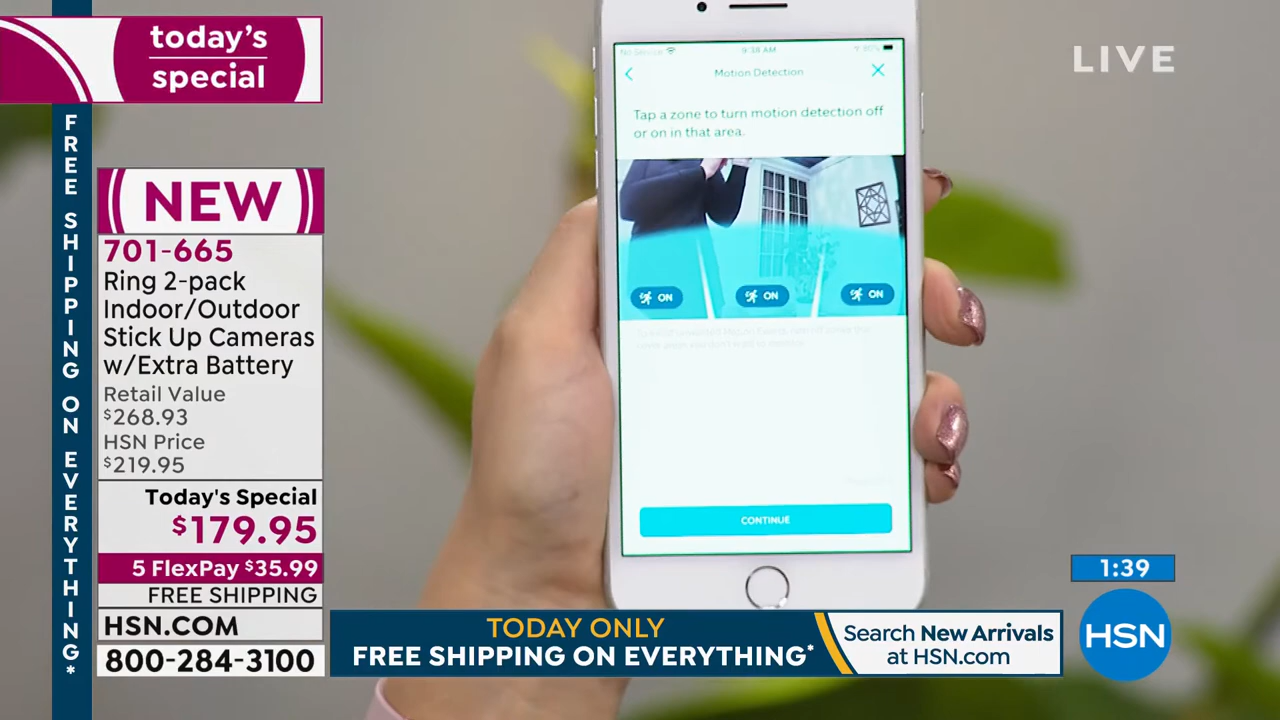 today's
special
LIVE
FREE SHIPPING ON EVERYTHING*
NEW
701-665
Ring 2-pack
Indoor/Outdoor
Stick Up Cameras
w/Extra Battery
Retail Value
$268.93
HSN Price
$219.95
Today's Special
$179.95
5 FlexPay $35.99
FREE SHIPPING
HSN.COM
800-284-3100
No Service 9:38 AM
Motion Detection
Tap a zone to turn motion detection off
or on in that area.
ON ON ON
CONTINUE
1:39
TODAY ONLY
FREE SHIPPING ON EVERYTHING*
Search New Arrivals
at HSN.com
HSN